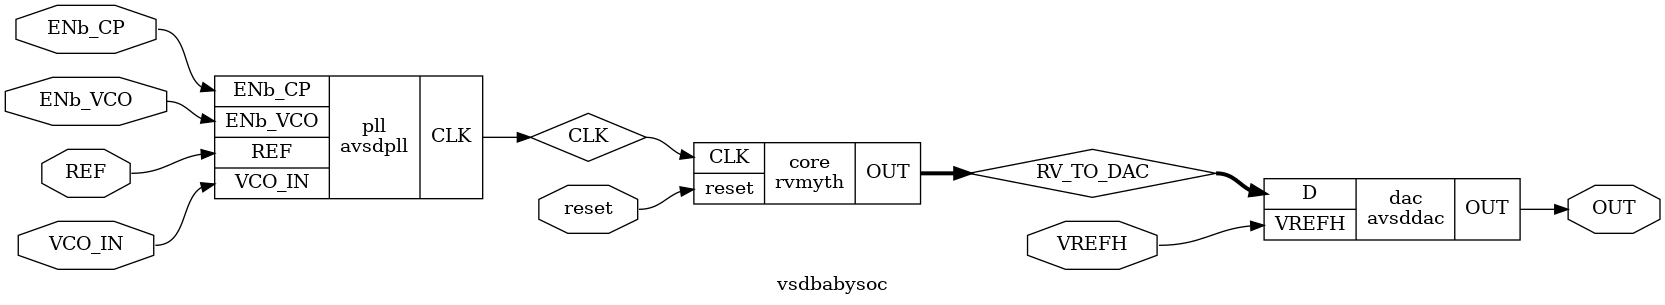 ENb_CP
ENb_VCO
REF
VCO_IN
ENb_CP
ENb_VCO
REF
VCO_IN
pll
avsdpll
CLK
CLK
reset
CLK
reset
core
rvmyth
OUT
RV_TO_DAC
VREFH
D
VREFH
dac
avsddac
OUT
OUT
vsdbabysoc